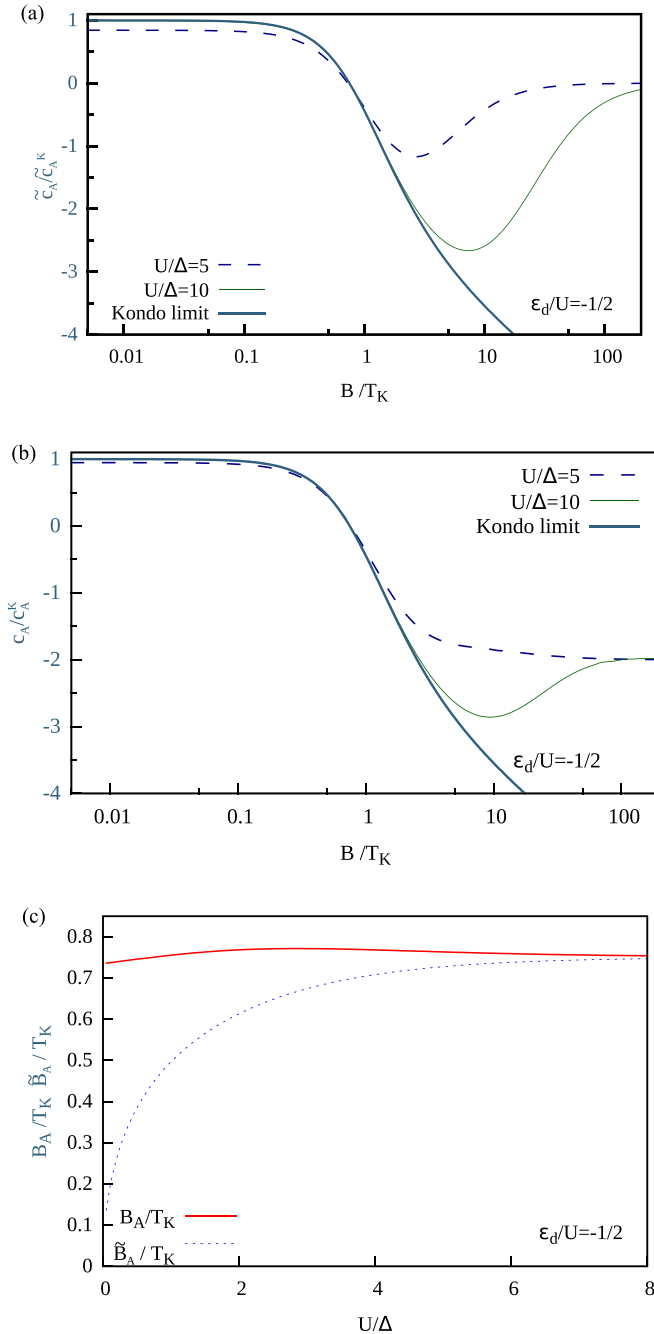 (a)
1
0
-1
-2
-3
-4
c̃A/c̃AK
U/Δ=5
U/Δ=10
Kondo limit
εd/U=-1/2
0.01 0.1 1 10 100
B/TK
(b)
1
0
-1
-2
-3
-4
cA/cAK
U/Δ=5
U/Δ=10
Kondo limit
εd/U=-1/2
0.01 0.1 1 10 100
B/TK
(c)
0.8
0.7
0.6
0.5
0.4
0.3
0.2
0.1
0
BA/TK B̃A/TK
BA/TK
B̃A/TK
εd/U=-1/2
0 2 4 6 8
U/Δ